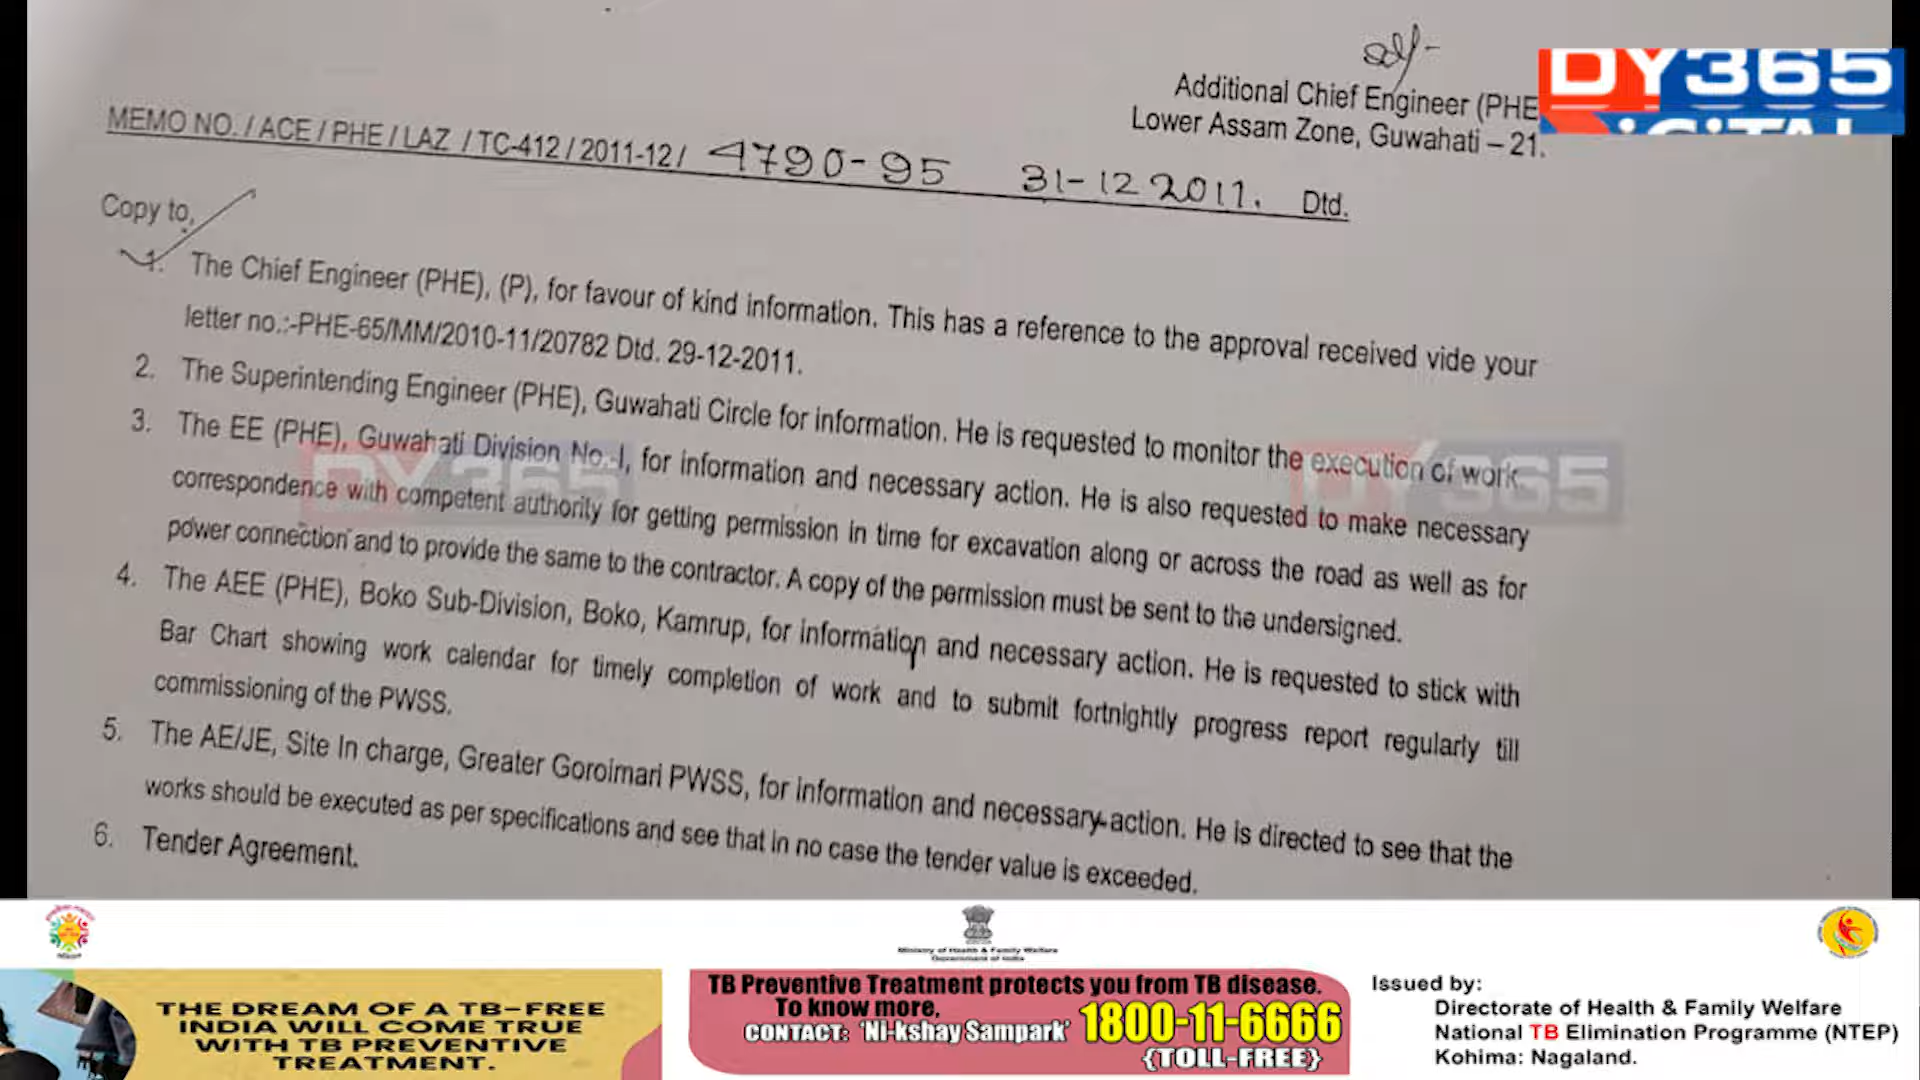 sd/-
Additional Chief Engineer (PHE
Lower Assam Zone, Guwahati – 21.
DY365
DIGITAL
MEMO NO. / ACE / PHE / LAZ / TC-412 / 2011-12 / 4790-95 31-12 2011. Dtd.
Copy to,
1. The Chief Engineer (PHE), (P), for favour of kind information. This has a reference to the approval received vide your
letter no.:-PHE-65/MM/2010-11/20782 Dtd. 29-12-2011.
2. The Superintending Engineer (PHE), Guwahati Circle for information. He is requested to monitor the execution of work.
3. The EE (PHE), Guwahati Division No.-I, for information and necessary action. He is also requested to make necessary
correspondence with competent authority for getting permission in time for excavation along or across the road as well as for
power connection and to provide the same to the contractor. A copy of the permission must be sent to the undersigned.
4. The AEE (PHE), Boko Sub-Division, Boko, Kamrup, for information and necessary action. He is requested to stick with
Bar Chart showing work calendar for timely completion of work and to submit fortnightly progress report regularly till
commissioning of the PWSS.
5. The AE/JE, Site In charge, Greater Goroimari PWSS, for information and necessary action. He is directed to see that the
works should be executed as per specifications and see that in no case the tender value is exceeded.
6. Tender Agreement.
DY365
DY365
Ministry of Health & Family Welfare
Government of India
THE DREAM OF A TB-FREE
INDIA WILL COME TRUE
WITH TB PREVENTIVE
TREATMENT.
TB Preventive Treatment protects you from TB disease.
To know more,
CONTACT: 'Ni-kshay Sampark' 1800-11-6666
{TOLL-FREE}
Issued by:
Directorate of Health & Family Welfare
National TB Elimination Programme (NTEP)
Kohima: Nagaland.